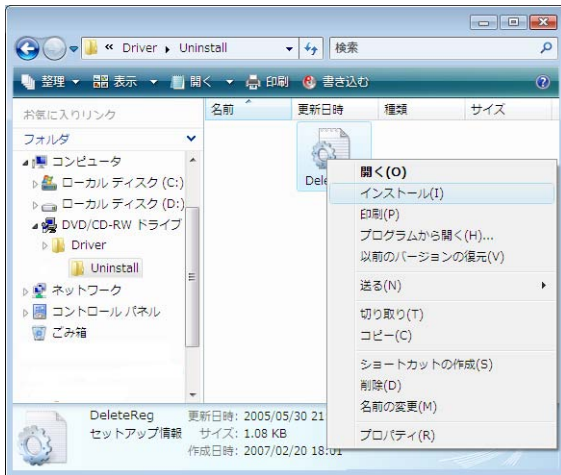 « Driver ▸ Uninstall
検索
整理
表示
開く
印刷
書き込む
お気に入りリンク
名前
更新日時
種類
サイズ
フォルダ
コンピュータ
ローカル ディスク (C:)
ローカル ディスク (D:)
DVD/CD-RW ドライブ
Driver
Uninstall
ネットワーク
コントロール パネル
ごみ箱
開く(O)
インストール(I)
印刷(P)
プログラムから開く(H)...
以前のバージョンの復元(V)
送る(N)
切り取り(T)
コピー(C)
ショートカットの作成(S)
削除(D)
名前の変更(M)
プロパティ(R)
DeleteReg
更新日時: 2005/05/30 21
セットアップ情報
サイズ: 1.08 KB
作成日時: 2007/02/20 18:01